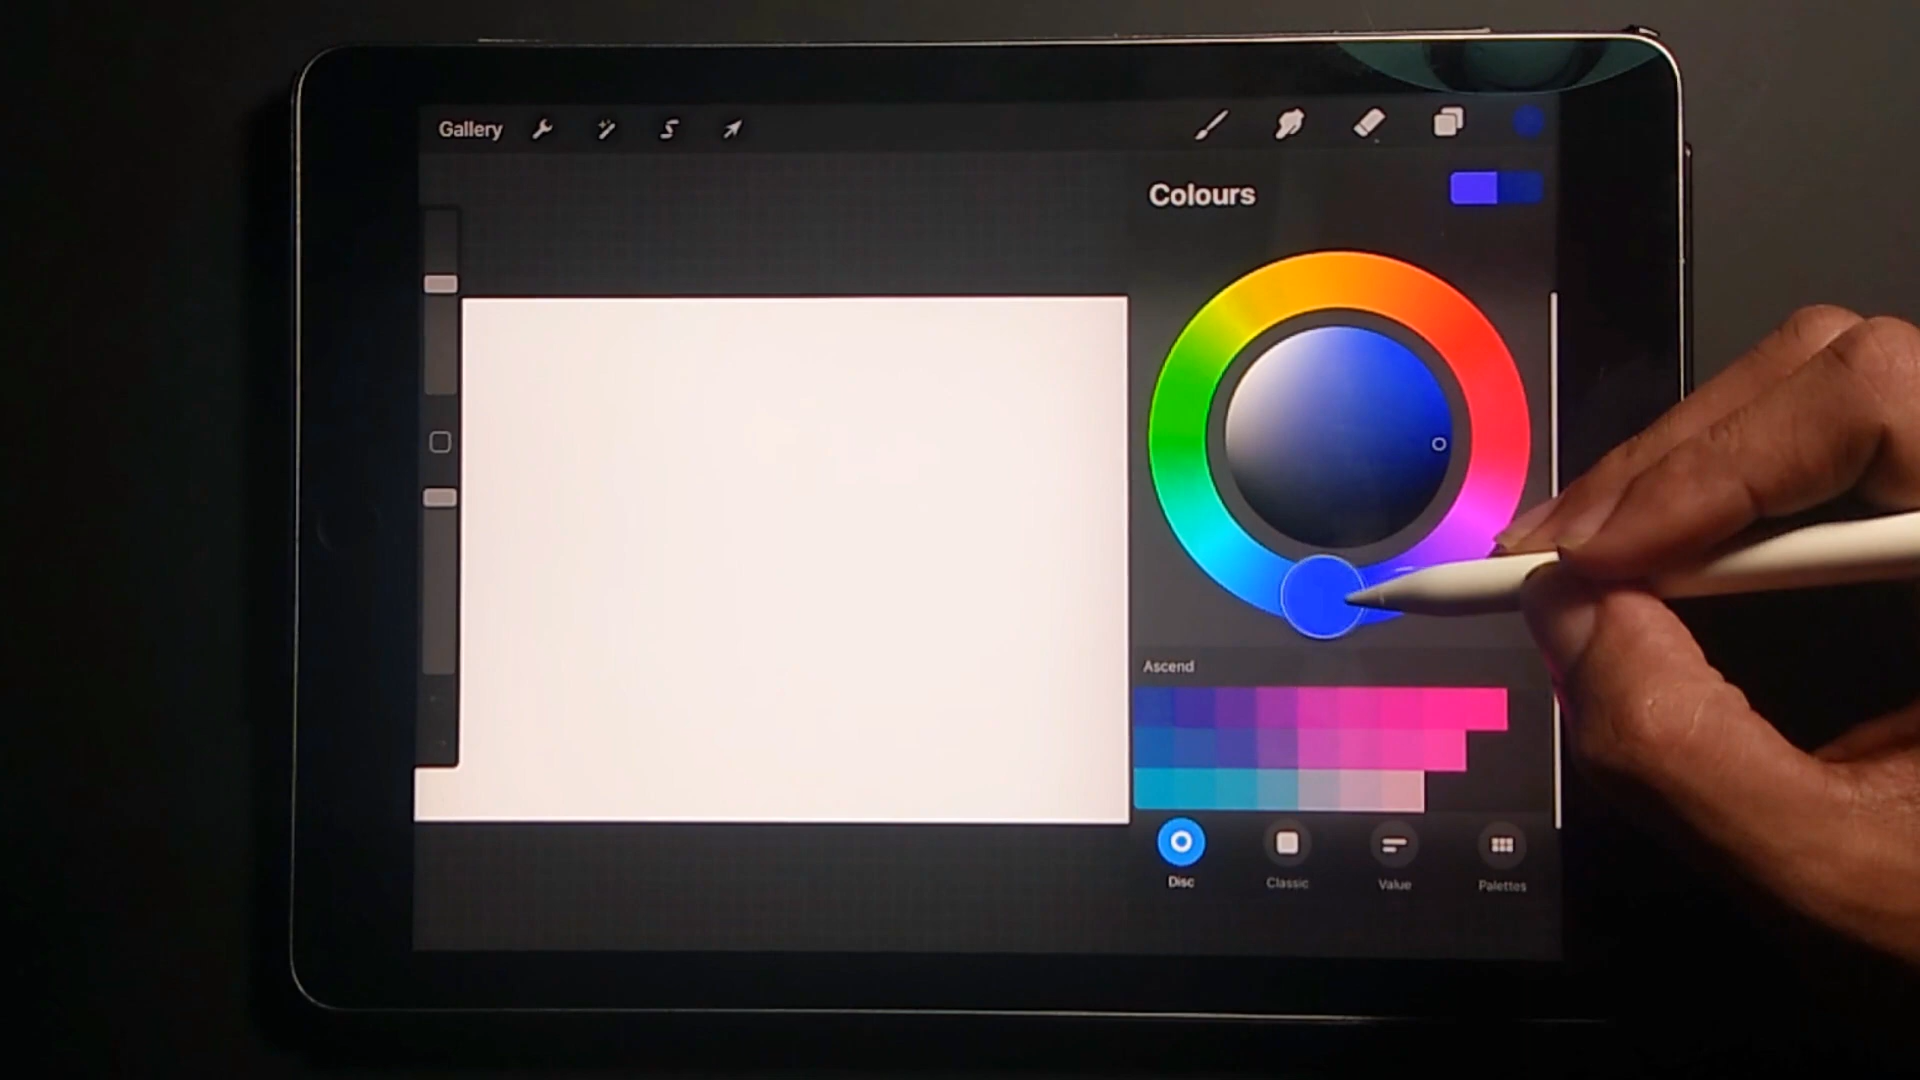 Gallery
Colours
Ascend
Disc
Classic
Value
Palettes